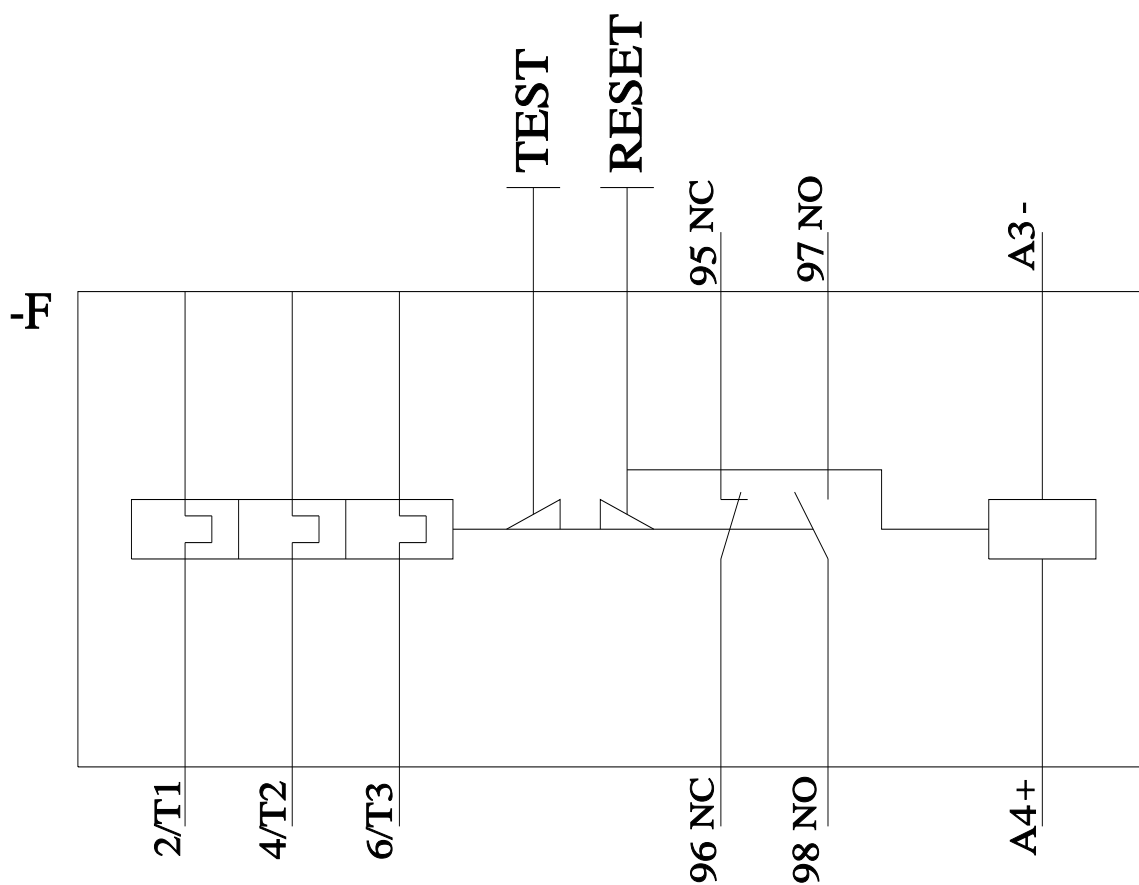 TEST
RESET
95 NC
97 NO
A3 -
-F
2/T1
4/T2
6/T3
96 NC
98 NO
A4 +